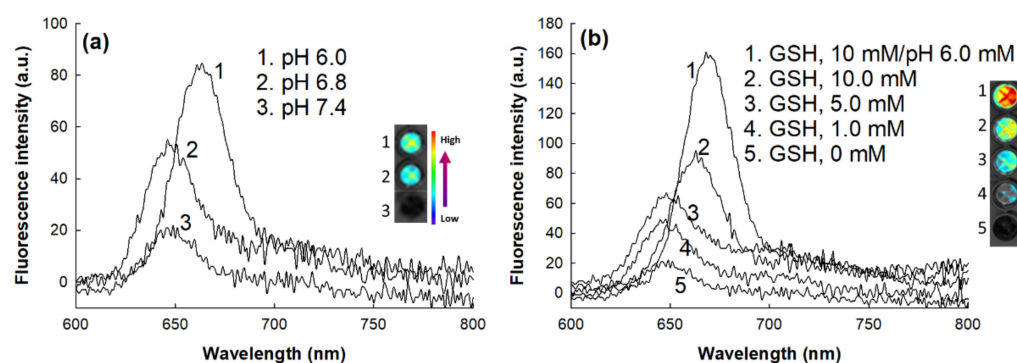 (a)
1. pH 6.0
2. pH 6.8
3. pH 7.4
Fluorescence intensity (a.u.)
100
80
60
40
20
0
1
2
3
1
2
3
High
Low
600
650
700
750
800
Wavelength (nm)
(b)
1. GSH, 10 mM/pH 6.0 mM
2. GSH, 10.0 mM
3. GSH, 5.0 mM
4. GSH, 1.0 mM
5. GSH, 0 mM
Fluorescence intensity (a.u.)
180
160
140
120
100
80
60
40
20
0
1
2
3
4
5
1
2
3
4
5
600
650
700
750
800
Wavelength (nm)